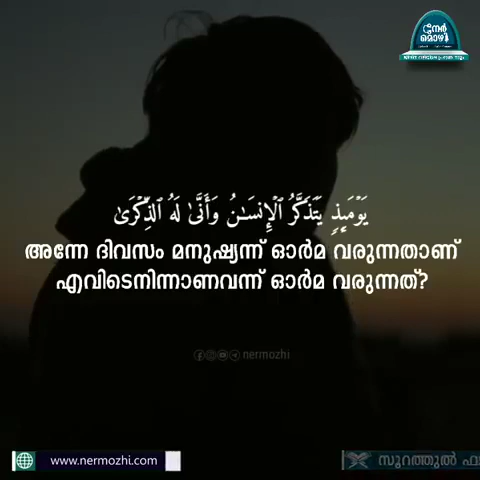 നേർ
മൊഴി
يَوْمَئِذٍ يَتَذَكَّرُ ٱلْإِنسَـٰنُ وَأَنَّىٰ لَهُ ٱلذِّكْرَىٰ
അന്നേ ദിവസം മനുഷ്യന്ന് ഓർമ വരുന്നതാണ്
എവിടെനിന്നാണവന്ന് ഓർമ വരുന്നത്?
nermozhi
www.nermozhi.com
സൂറത്തുൽ ഫ